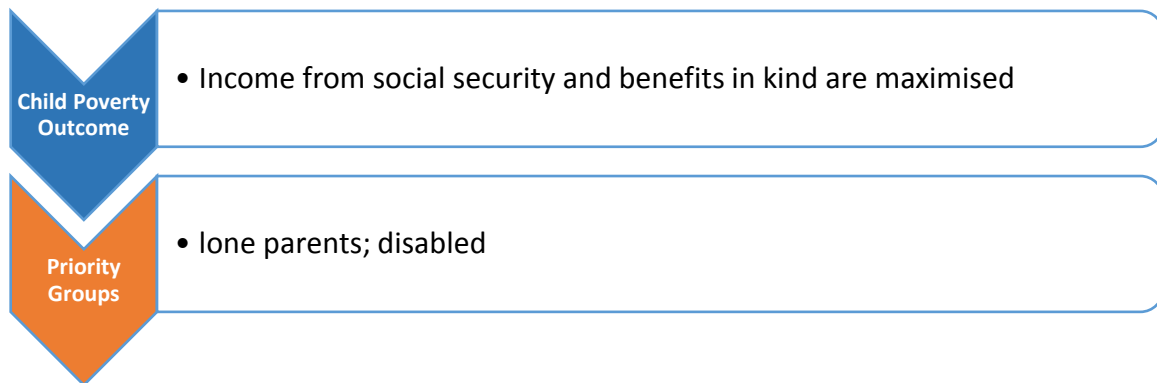 Child Poverty
Outcome
• Income from social security and benefits in kind are maximised
Priority
Groups
• lone parents; disabled